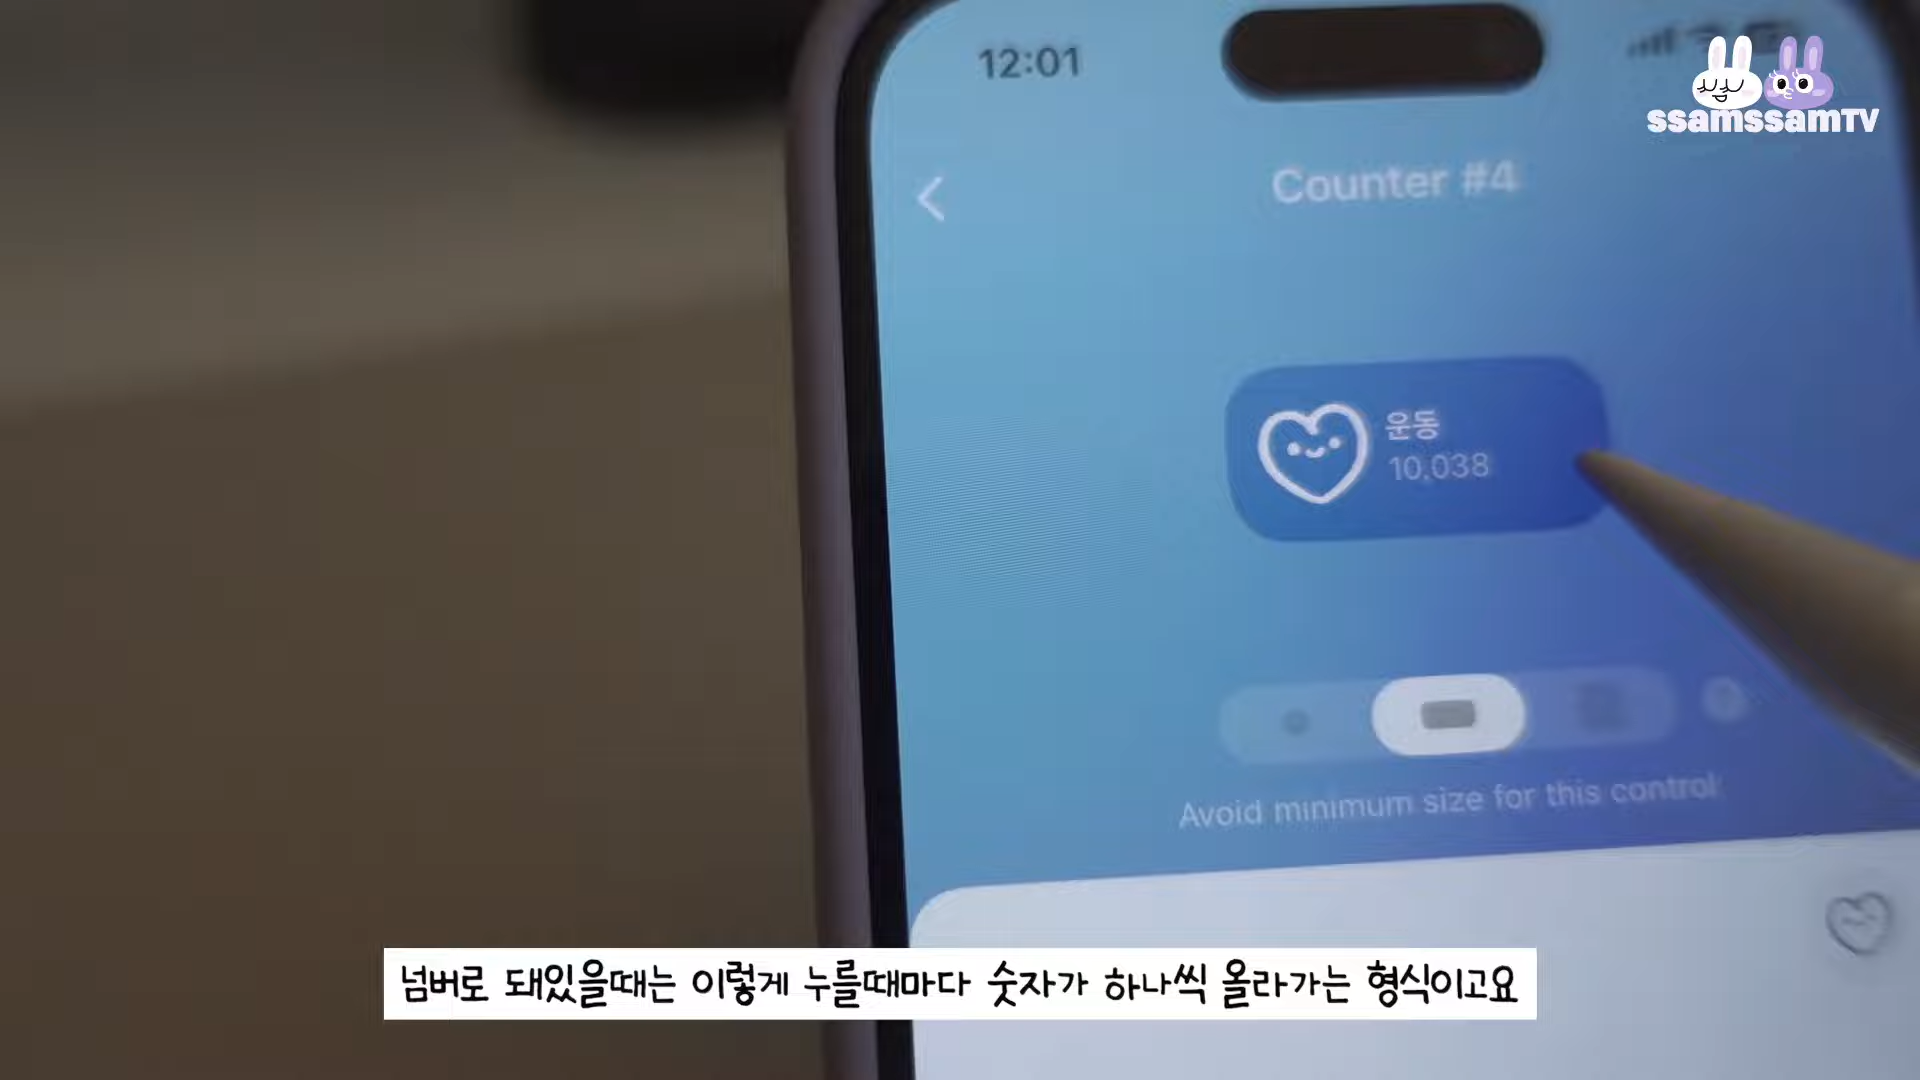 12:01
ssamssamTV
Counter #4
운동
10,038
Avoid minimum size for this control
넘버로 돼있을때는 이렇게 누를때마다 숫자가 하나씩 올라가는 형식이고요